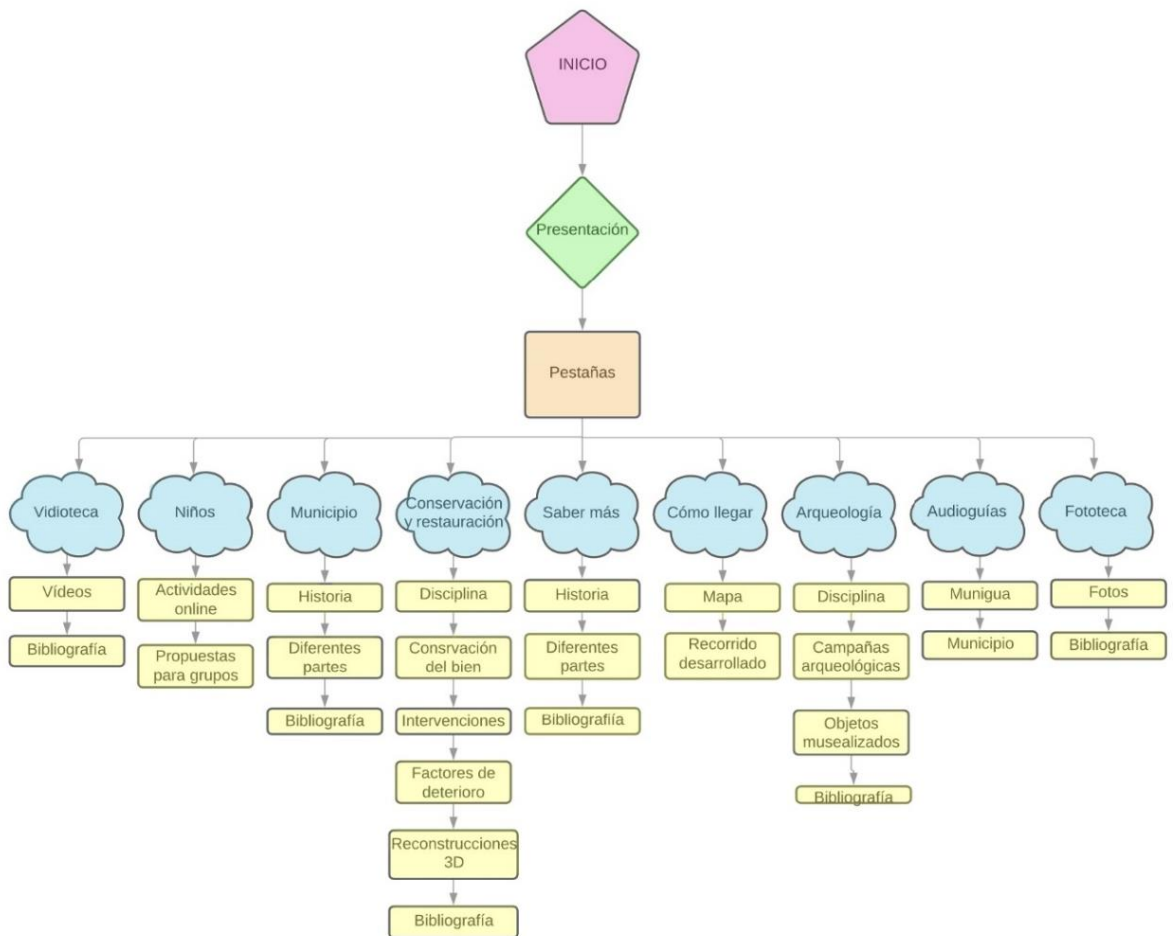 INICIO
Presentación
Pestañas
Vidioteca
Niños
Municipio
Conservación
y restauración
Saber más
Cómo llegar
Arqueología
Audioguías
Fototeca
Vídeos
Bibliografía
Actividades
online
Propuestas
para grupos
Historia
Diferentes
partes
Bibliografía
Disciplina
Consrvación
del bien
Intervenciones
Factores de
deterioro
Reconstrucciones
3D
Bibliografía
Historia
Diferentes
partes
Bibliografiía
Mapa
Recorrido
desarrollado
Disciplina
Campañas
arqueológicas
Objetos
musealizados
Bibliografía
Munigua
Municipio
Fotos
Bibliografía